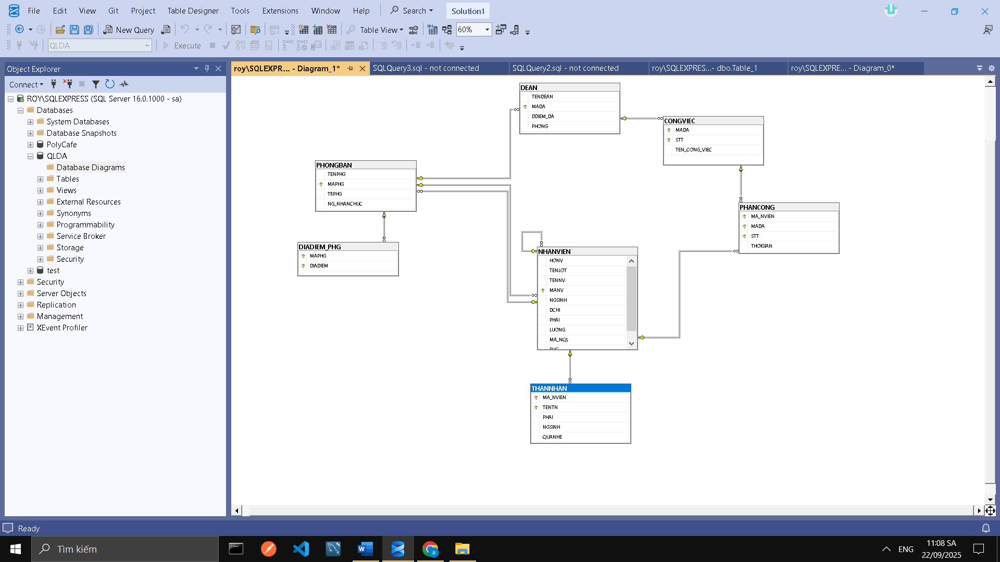 File Edit View Git Project Table Designer Tools Extensions Window Help Search Solution1
New Query Table View 60%
QLDA Execute
Object Explorer
Connect
ROY\SQLEXPRESS (SQL Server 16.0.1000 - sa)
Databases
System Databases
Database Snapshots
PolyCafe
QLDA
Database Diagrams
Tables
Views
External Resources
Synonyms
Programmability
Service Broker
Storage
Security
test
Security
Server Objects
Replication
Management
XEvent Profiler
roy\SQLEXPR... - Diagram_1* SQLQuery3.sql - not connected SQLQuery2.sql - not connected roy\SQLEXPRES...- dbo.Table_1 roy\SQLEXPRE... - Diagram_0*
DEAN
TENDEAN
MADA
DDIEM_DA
PHONG
CONGVIEC
MADA
STT
TEN_CONG_VIEC
PHONGBAN
TENPHG
MAPHG
TRPHG
NG_NHANCHUC
PHANCONG
MA_NVIEN
MADA
STT
THOIGIAN
DIADIEM_PHG
MAPHG
DIADIEM
NHANVIEN
HONV
TENLOT
TENNV
MANV
NGSINH
DCHI
PHAI
LUONG
MA_NQL
PHG
THANNHAN
MA_NVIEN
TENTN
PHAI
NGSINH
QUANHE
Ready
Tìm kiếm
ENG
11:08 SA
22/09/2025